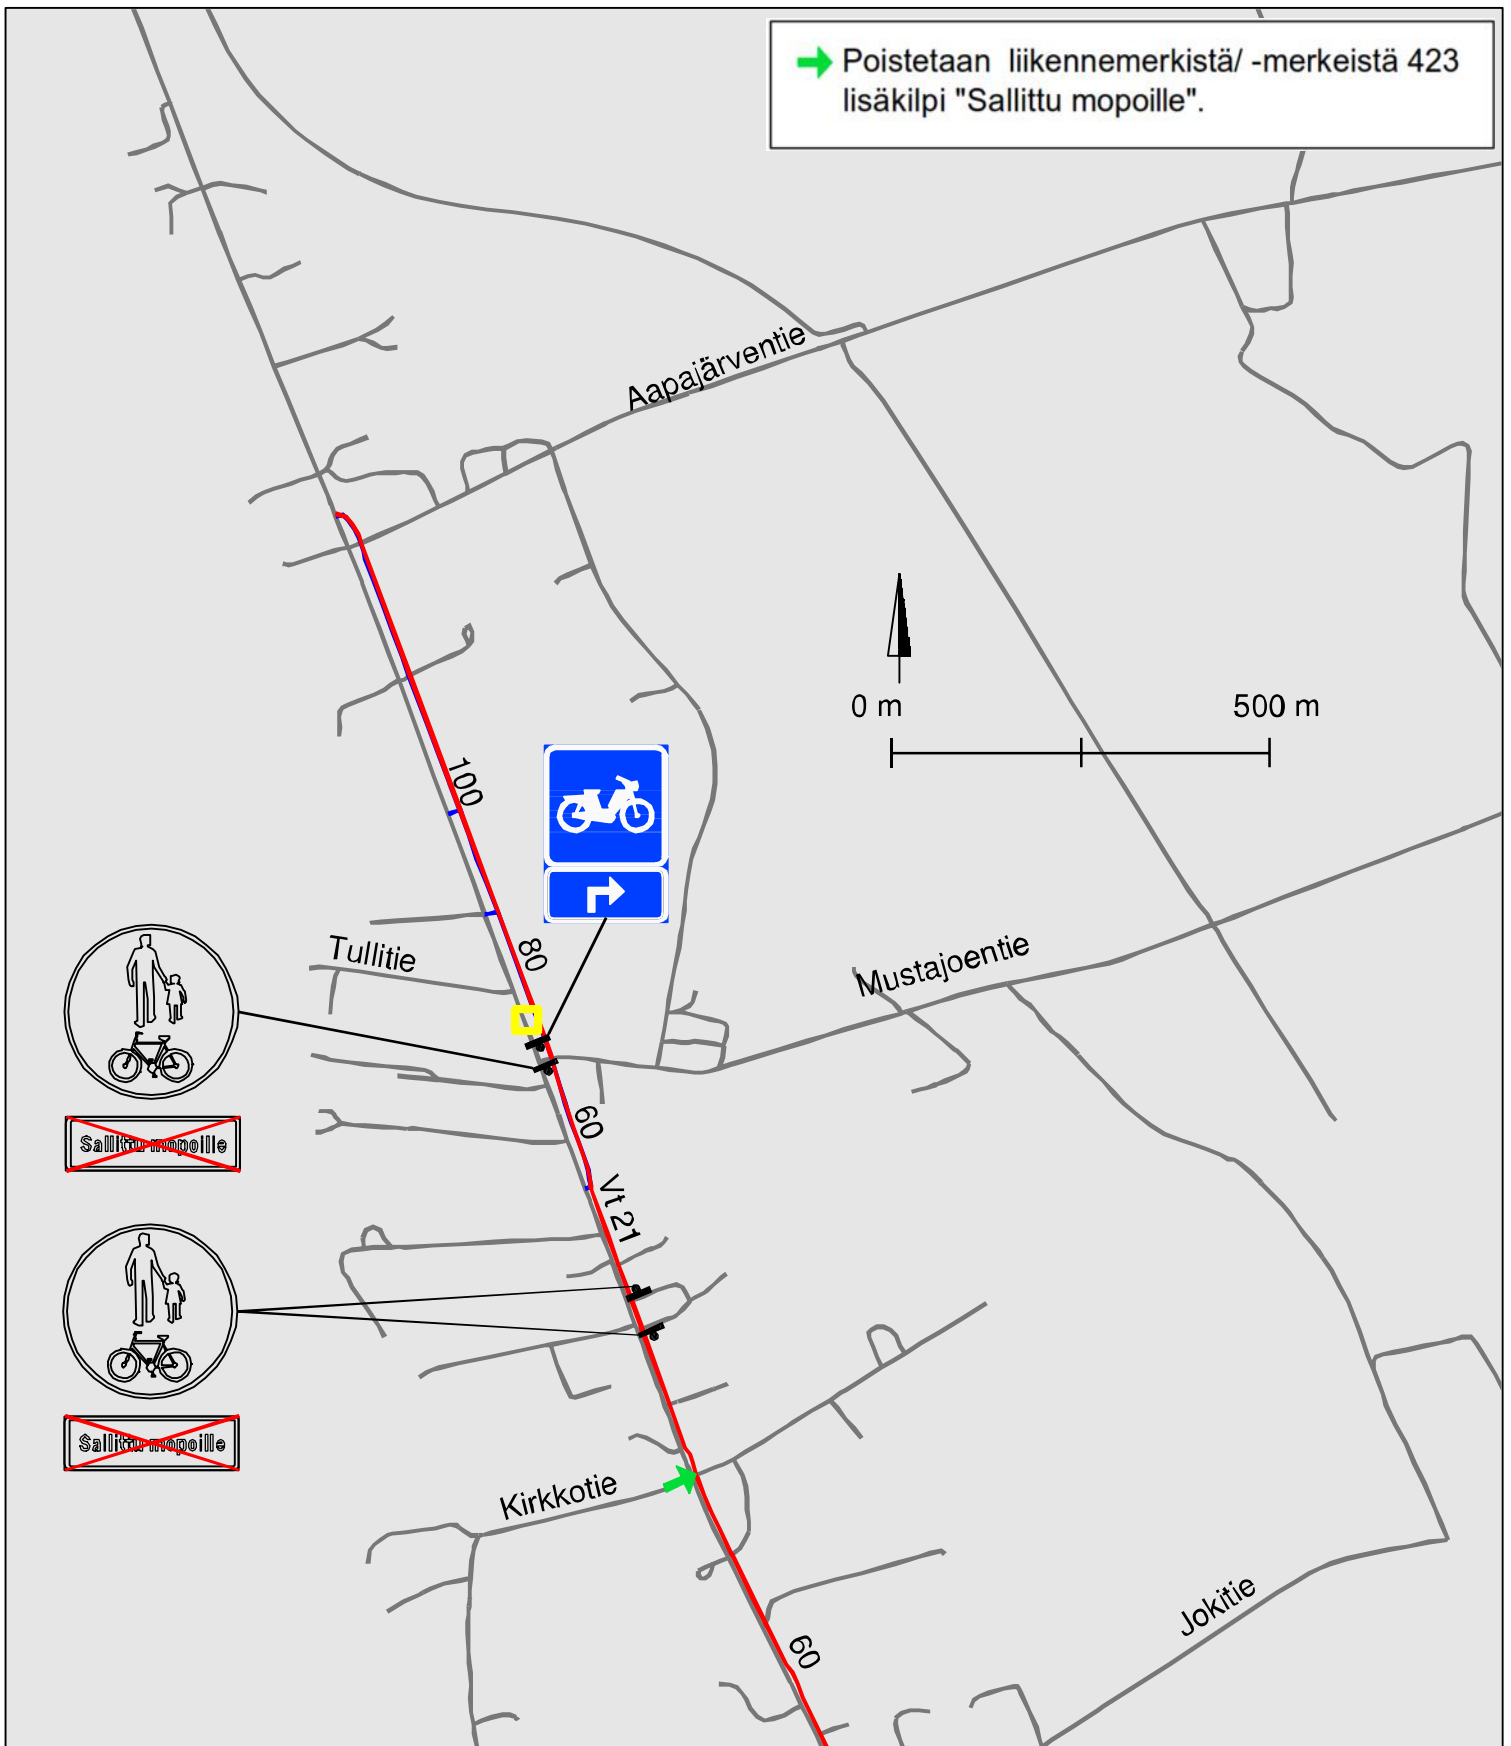 Poistetaan liikennemerkistä/ -merkeistä 423
lisäkilpi "Sallittu mopoille".
Aapajärventie
0 m
500 m
100
80
Tullitie
Mustajoentie
60
Sallittu mopoille
Vt 21
Sallittu mopoille
Kirkkotie
Jokitie
60